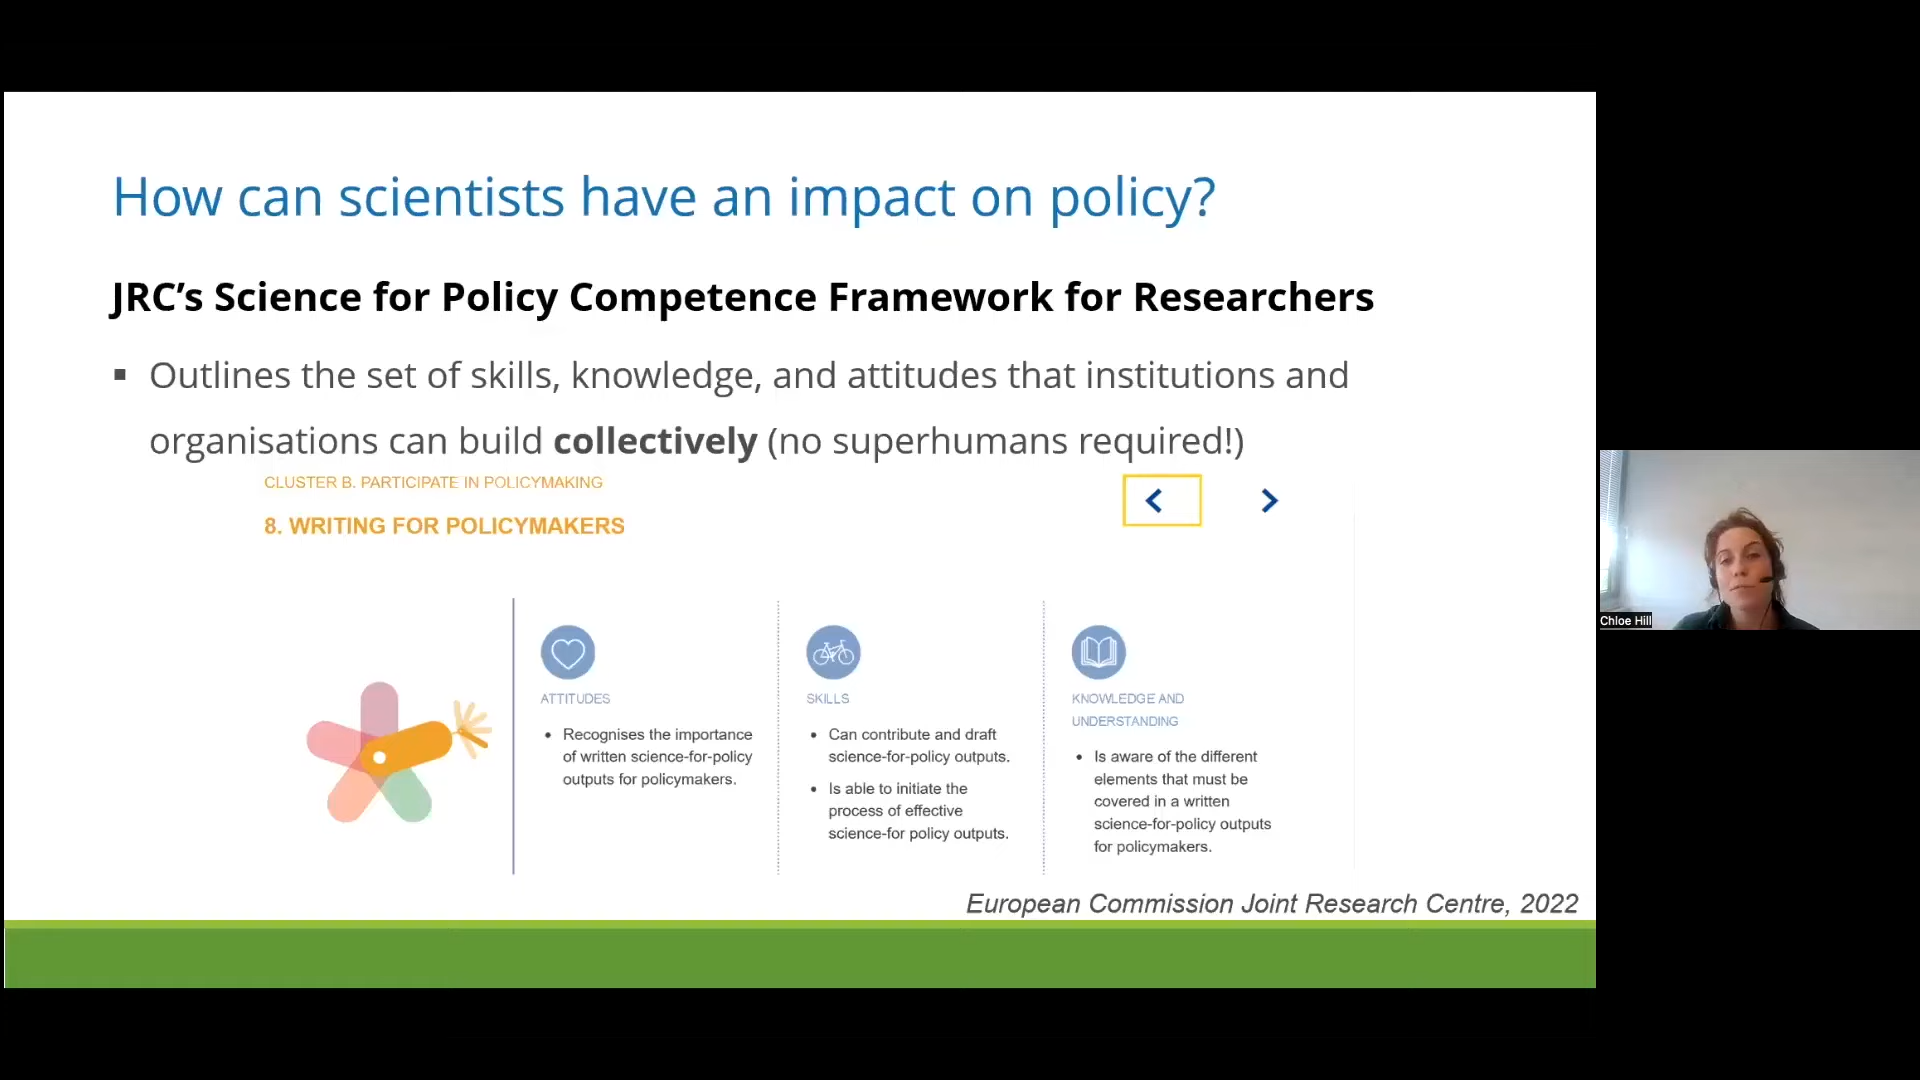 How can scientists have an impact on policy?
JRC’s Science for Policy Competence Framework for Researchers
▪ Outlines the set of skills, knowledge, and attitudes that institutions and
organisations can build collectively (no superhumans required!)
CLUSTER B. PARTICIPATE IN POLICYMAKING
8. WRITING FOR POLICYMAKERS
ATTITUDES
• Recognises the importance
of written science-for-policy
outputs for policymakers.
SKILLS
• Can contribute and draft
science-for-policy outputs.
• Is able to initiate the
process of effective
science-for policy outputs.
KNOWLEDGE AND
UNDERSTANDING
• Is aware of the different
elements that must be
covered in a written
science-for-policy outputs
for policymakers.
European Commission Joint Research Centre, 2022
Chloe Hill